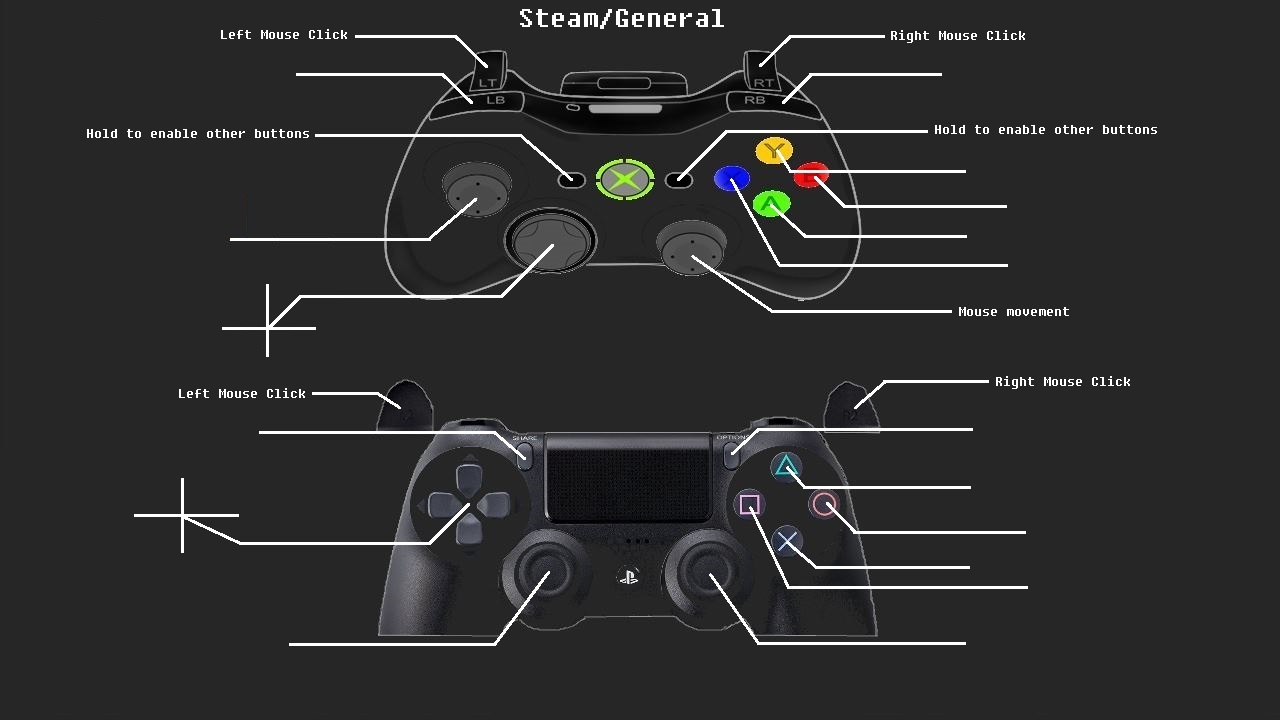 Steam/General
Left Mouse Click
Right Mouse Click
LT
RT
LB
RB
Hold to enable other buttons
Hold to enable other buttons
Y
A
Mouse movement
Left Mouse Click
Right Mouse Click
SHARE
OPTIONS